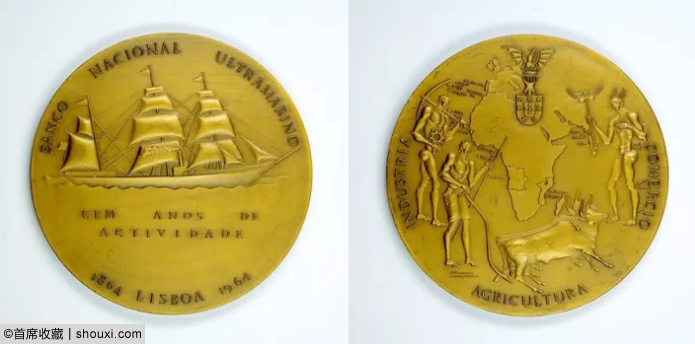 BANCO NACIONAL ULTRAMARINO
CEM ANOS DE
ACTIVIDADE
1864 LISBOA 1964
INDUSTRIA
COMERCIO
AGRICULTURA
©首席收藏 | shouxi.com